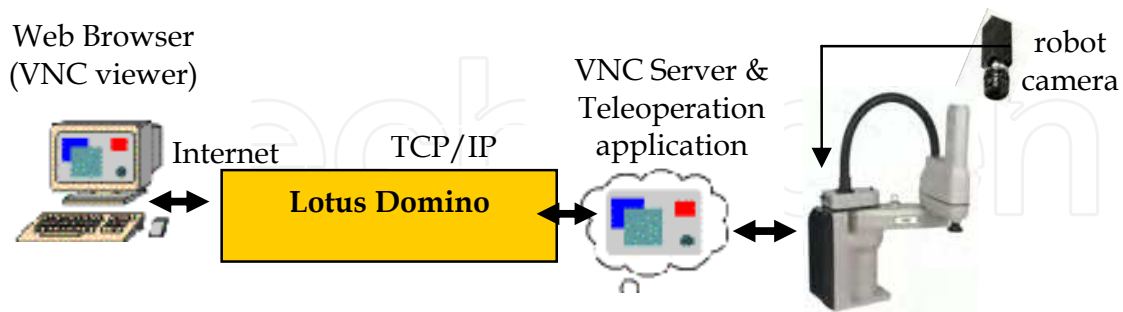 Web Browser
(VNC viewer)
Internet
TCP/IP
Lotus Domino
VNC Server &
Teleoperation
application
robot
camera